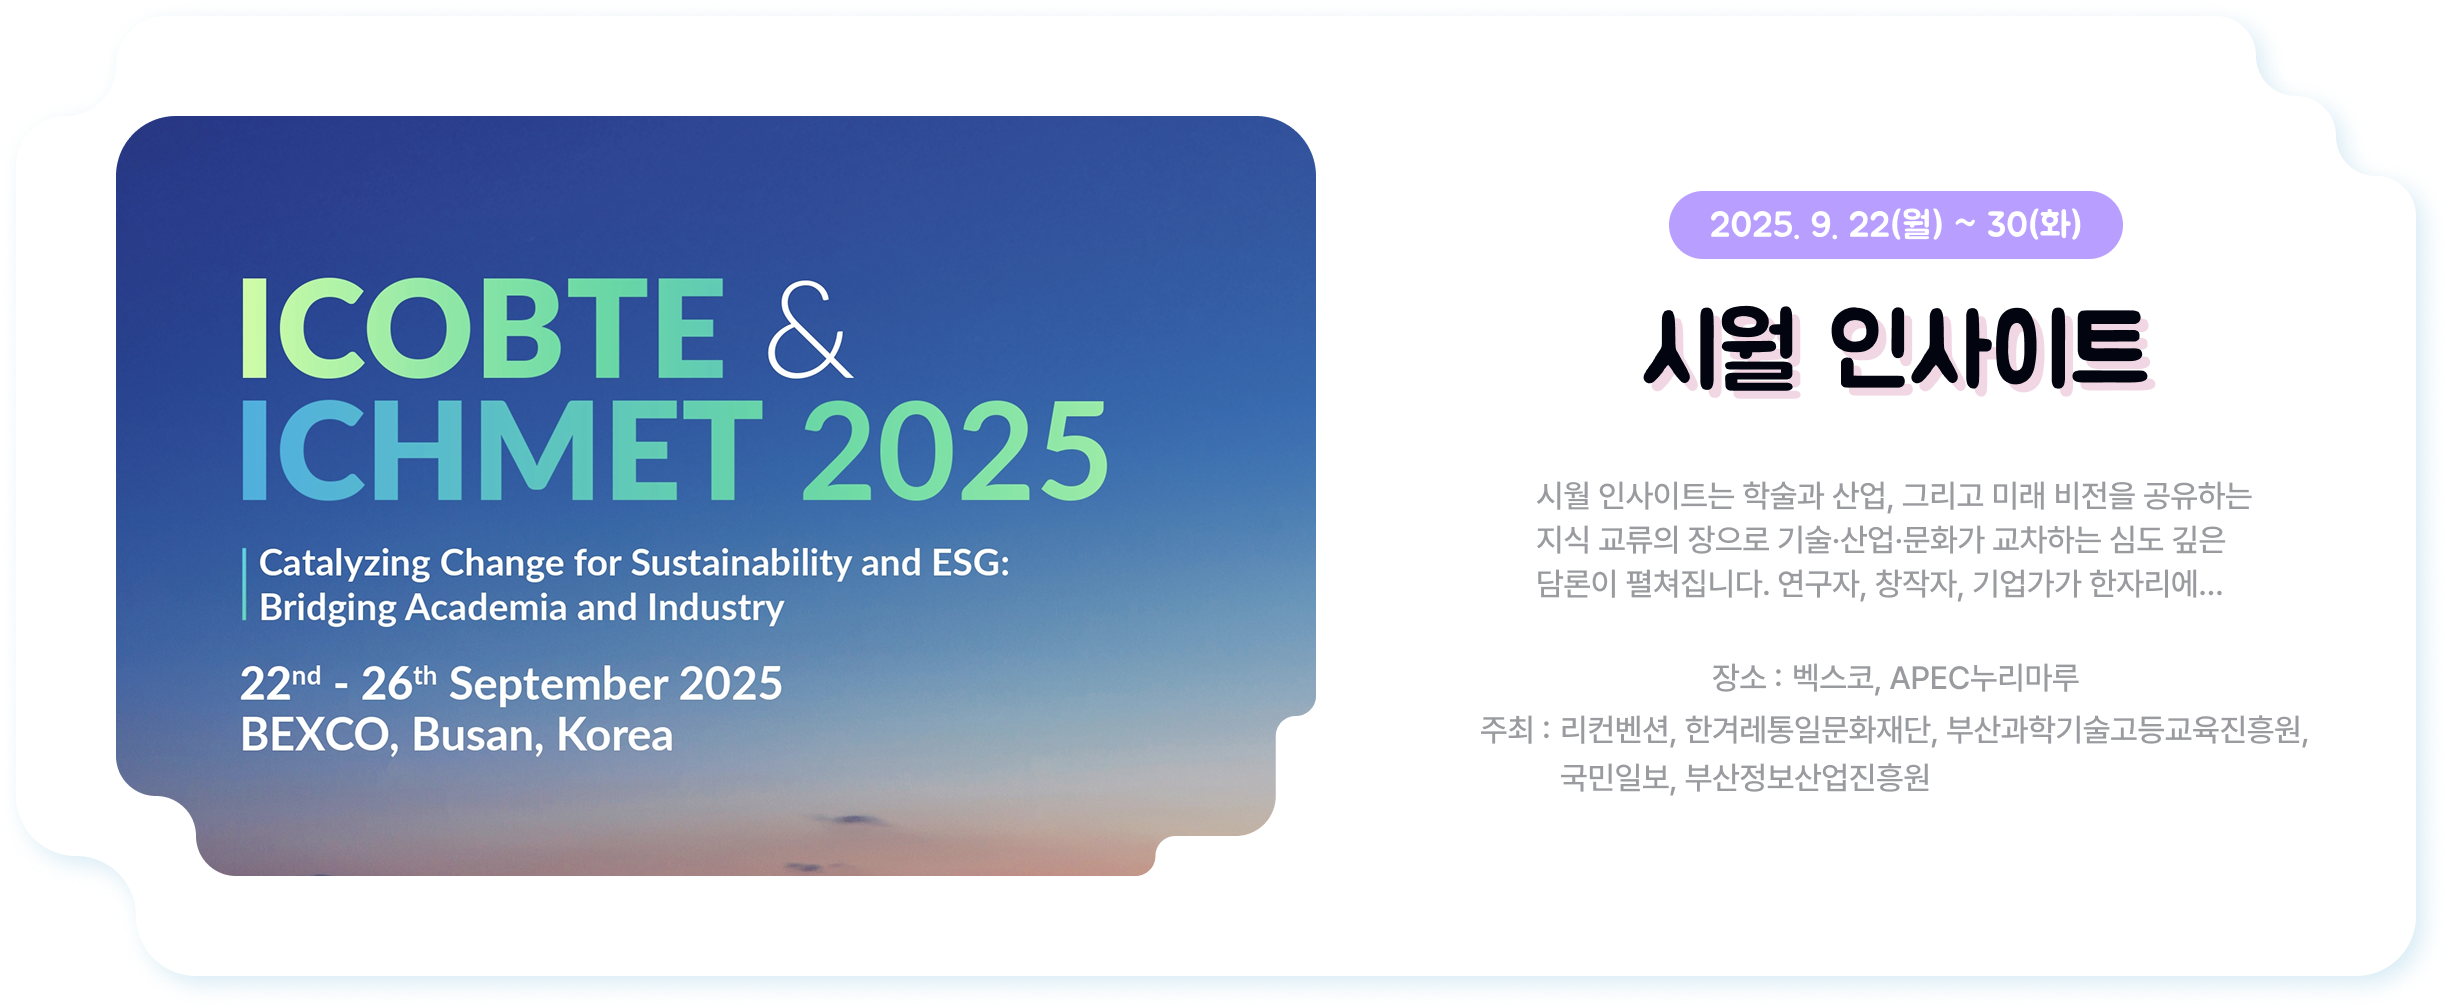 ICOBTE &
ICHMET 2025
Catalyzing Change for Sustainability and ESG:
Bridging Academia and Industry
22nd - 26th September 2025
BEXCO, Busan, Korea
2025. 9. 22(월) ~ 30(화)
시월 인사이트
시월 인사이트는 학술과 산업, 그리고 미래 비전을 공유하는
지식 교류의 장으로 기술·산업·문화가 교차하는 심도 깊은
담론이 펼쳐집니다. 연구자, 창작자, 기업가가 한자리에...
장소 : 벡스코, APEC누리마루
주최 : 리컨벤션, 한겨레통일문화재단, 부산과학기술고등교육진흥원,
국민일보, 부산정보산업진흥원